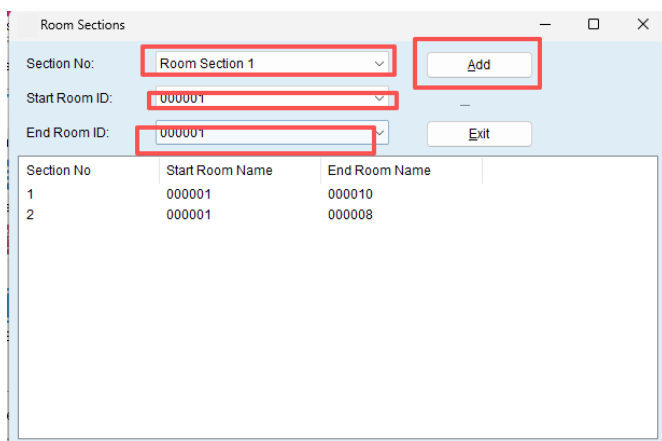 Room Sections
Section No: Room Section 1 Add
Start Room ID: 000001
End Room ID: 000001 Exit
Section No Start Room Name End Room Name
1 000001 000010
2 000001 000008